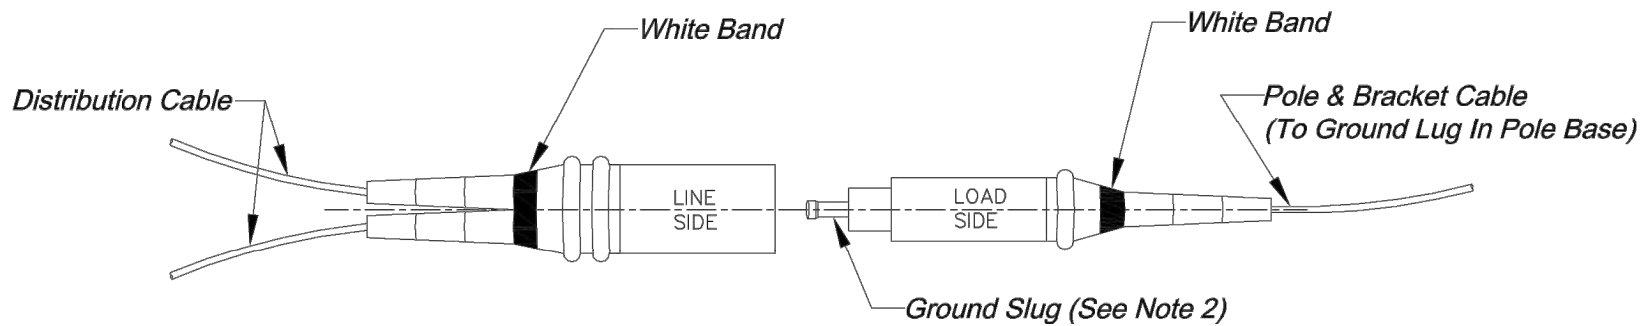 White Band
White Band
Distribution Cable
Pole & Bracket Cable
(To Ground Lug In Pole Base)
LINE
SIDE
LOAD
SIDE
Ground Slug (See Note 2)